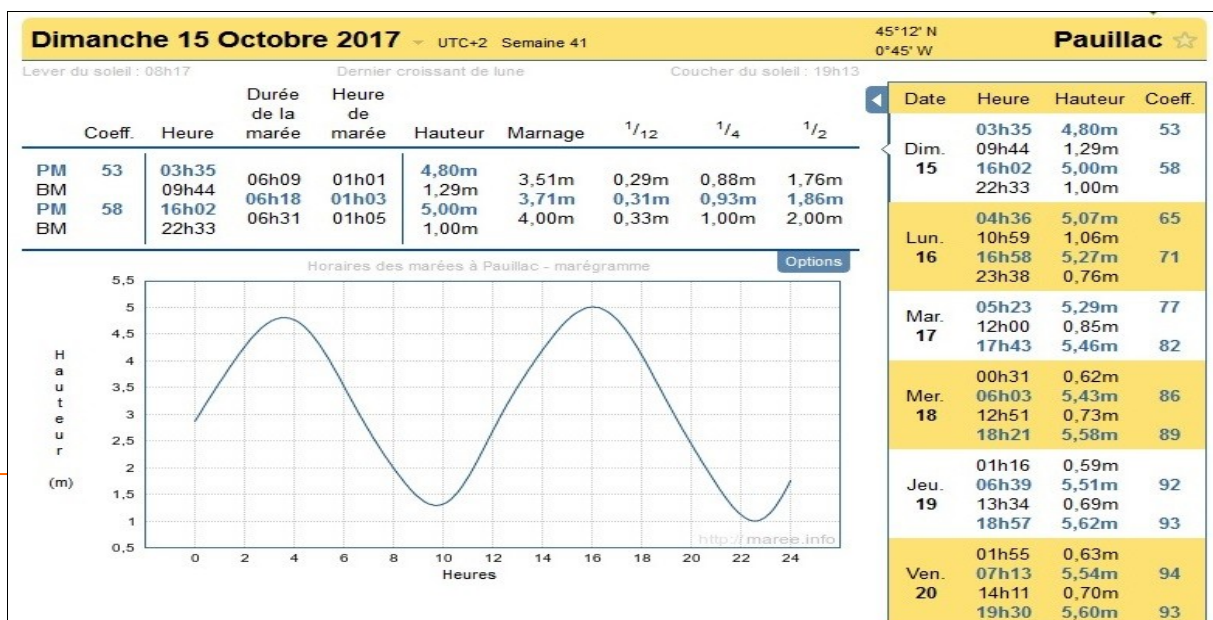 Dimanche 15 Octobre 2017 UTC+2 Semaine 41
45°12' N
0°45' W
Pauillac
Lever du soleil : 08h17 Dernier croissant de lune Coucher du soleil : 19h13
Coeff. Heure Durée de la marée Heure de marée Hauteur Marnage 1/12 1/4 1/2
PM 53 03h35 4,80m
06h09 01h01 3,51m 0,29m 0,88m 1,76m
BM 09h44 1,29m
06h18 01h03 3,71m 0,31m 0,93m 1,86m
PM 58 16h02 5,00m
06h31 01h05 4,00m 0,33m 1,00m 2,00m
BM 22h33 1,00m
Horaires des marées à Pauillac - marégramme
Options
Hauteur
(m)
5,5
5
4,5
4
3,5
3
2,5
2
1,5
1
0,5
http://maree.info
0 2 4 6 8 10 12 14 16 18 20 22 24
Heures
Date Heure Hauteur Coeff.
Dim.
15
03h35 4,80m 53
09h44 1,29m
16h02 5,00m 58
22h33 1,00m
Lun.
16
04h36 5,07m 65
10h59 1,06m
16h58 5,27m 71
23h38 0,76m
Mar.
17
05h23 5,29m 77
12h00 0,85m
17h43 5,46m 82
Mer.
18
00h31 0,62m
06h03 5,43m 86
12h51 0,73m
18h21 5,58m 89
Jeu.
19
01h16 0,59m
06h39 5,51m 92
13h34 0,69m
18h57 5,62m 93
Ven.
20
01h55 0,63m
07h13 5,54m 94
14h11 0,70m
19h30 5,60m 93